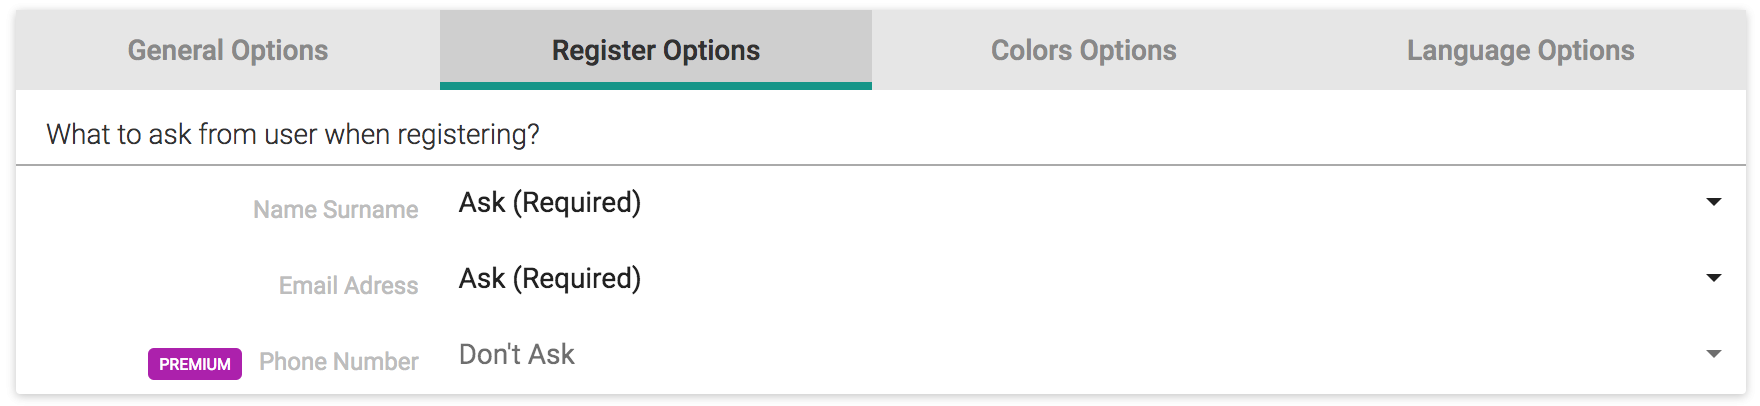 General Options Register Options Colors Options Language Options
What to ask from user when registering?
Name Surname Ask (Required)
Email Adress Ask (Required)
PREMIUM Phone Number Don't Ask